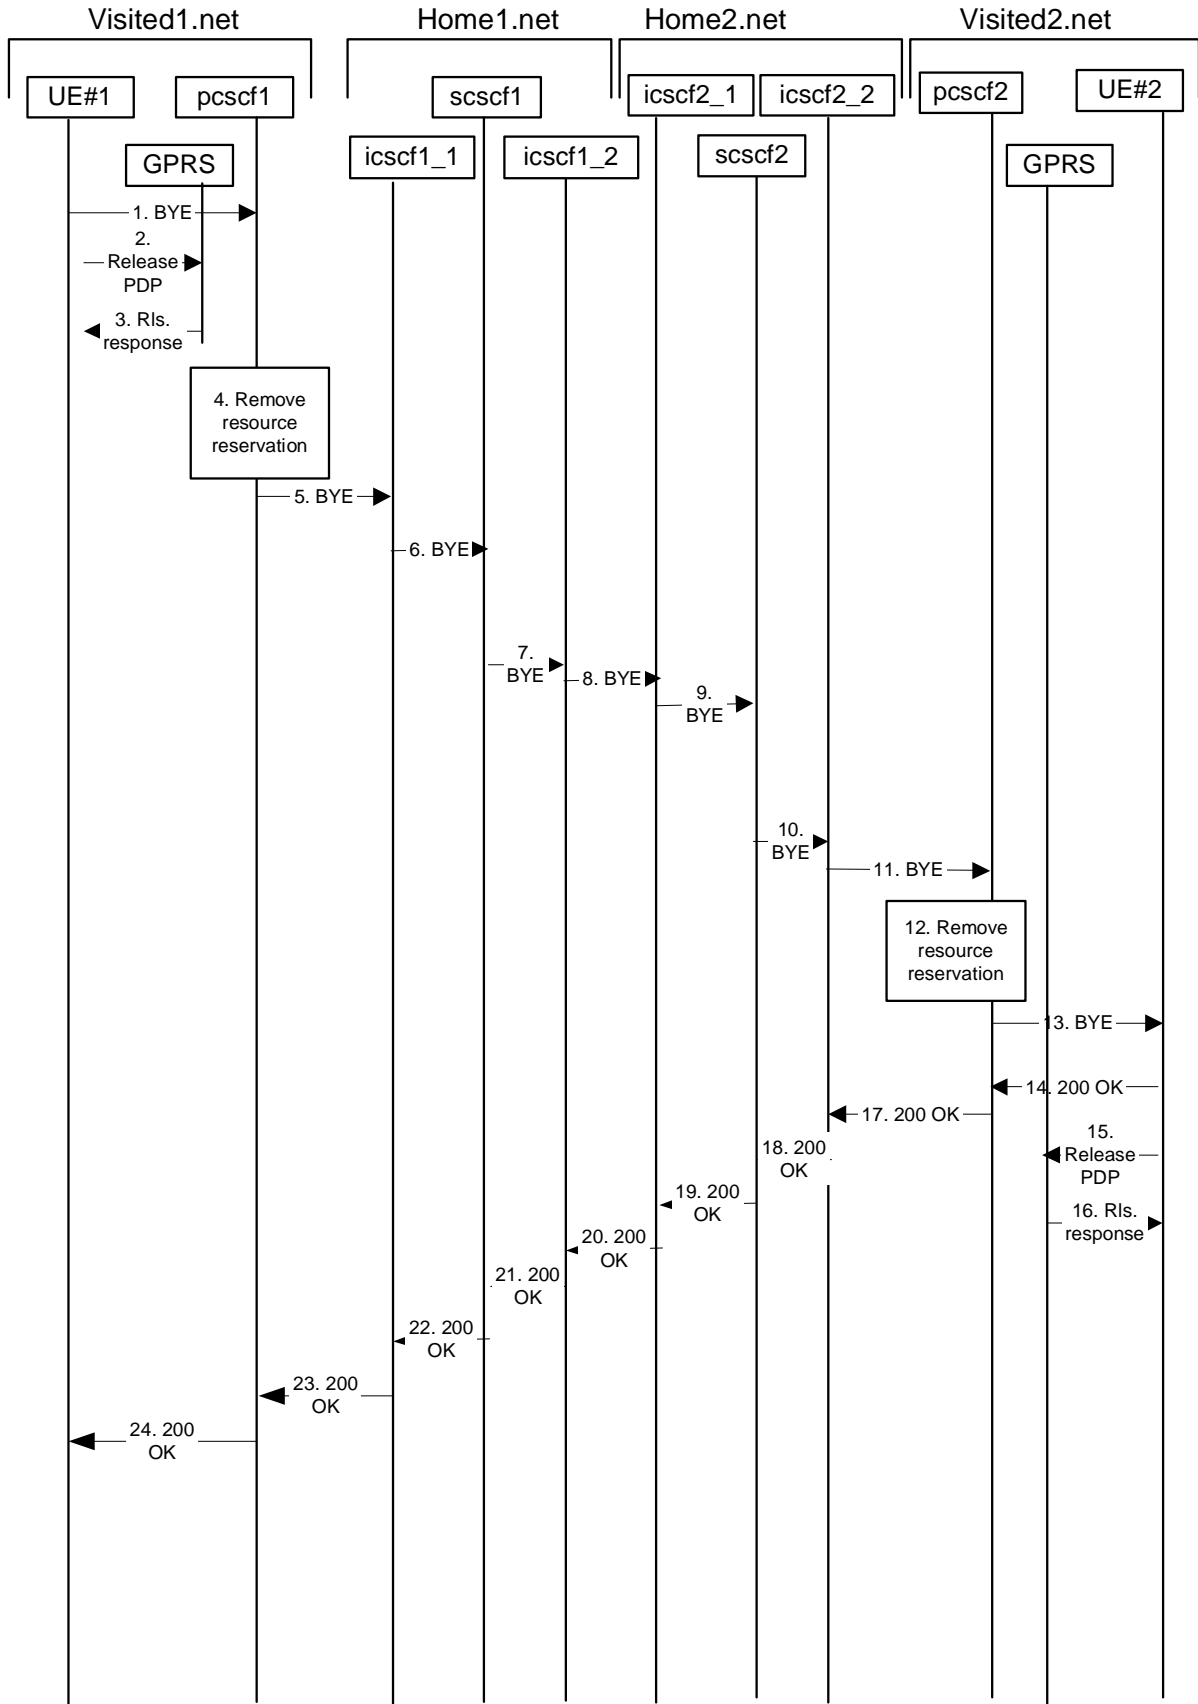 Visited1.net
Home1.net
Home2.net
Visited2.net
UE#1
pcscf1
scscf1
icscf2_1
icscf2_2
pcscf2
UE#2
GPRS
icscf1_1
icscf1_2
scscf2
GPRS
1. BYE
2.
Release
PDP
3. Rls.
response
4. Remove
resource
reservation
5. BYE
6. BYE
7.
BYE
8. BYE
9.
BYE
10.
BYE
11. BYE
12. Remove
resource
reservation
13. BYE
14. 200 OK
17. 200 OK
15.
Release
PDP
18. 200
OK
19. 200
OK
16. Rls.
response
20. 200
OK
21. 200
OK
22. 200
OK
23. 200
OK
24. 200
OK